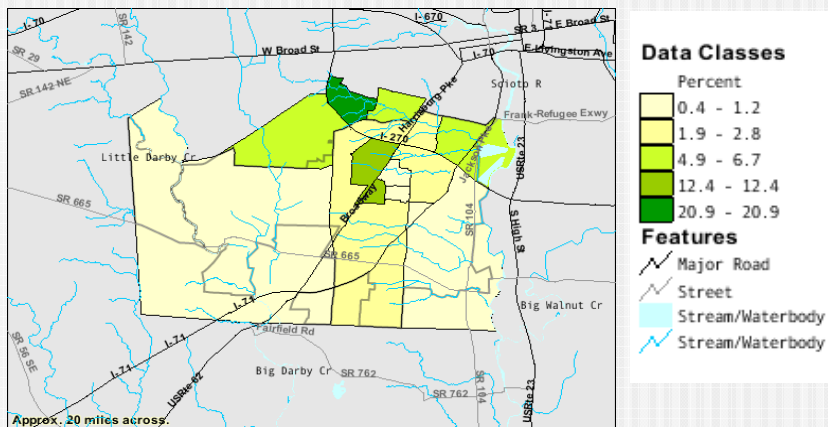 I-70
SR 142
I-670
I-71
E Broad St
SR 3
W Broad St
E Livingston Ave
I-70
SR 29
SR 142 NE
Scioto R
Harrisburg-Pke
Frank-Refugee Exwy
I-270
Little Darby Cr
Jackson Pike
USRte 23
SR 665
Broadway
SR 104
S High St
SR 665
I-71
Big Walnut Cr
Fairfield Rd
SR 56 SE
I-71
Big Darby Cr
SR 762
USRte 62
SR 104
SR 762
USRte 23
Approx. 20 miles across.
Data Classes
Percent
0.4 - 1.2
1.9 - 2.8
4.9 - 6.7
12.4 - 12.4
20.9 - 20.9
Features
Major Road
Street
Stream/Waterbody
Stream/Waterbody